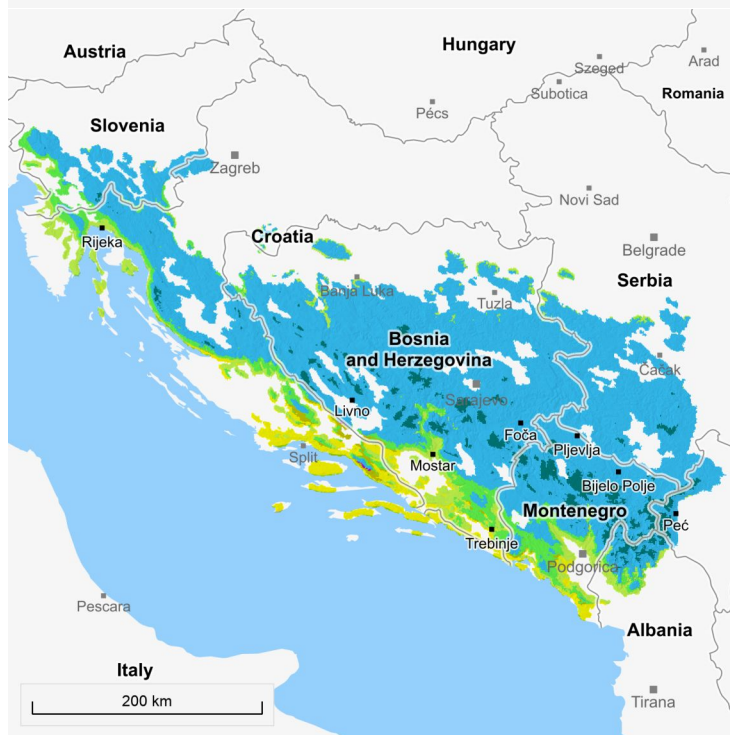 Austria
Hungary
Szeged
Arad
Subotica
Romania
Pécs
Slovenia
Zagreb
Novi Sad
Croatia
Belgrade
Rijeka
Serbia
Banja Luka
Tuzla
Bosnia
and Herzegovina
Čačak
Sarajevo
Livno
Foča
Pljevlja
Split
Mostar
Bijelo Polje
Montenegro
Peć
Trebinje
Podgorica
Pescara
Albania
Italy
200 km
Tirana